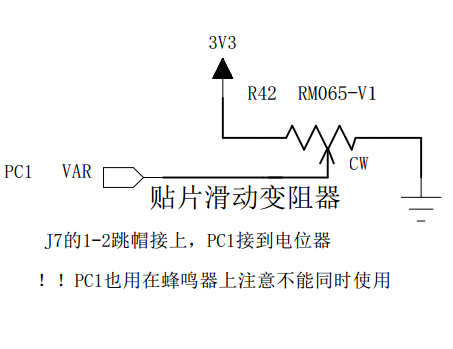 3V3
R42 RM065-V1
CW
PC1 VAR
贴片滑动变阻器
J7的1-2跳帽接上，PC1接到电位器
！！PC1也用在蜂鸣器上注意不能同时使用